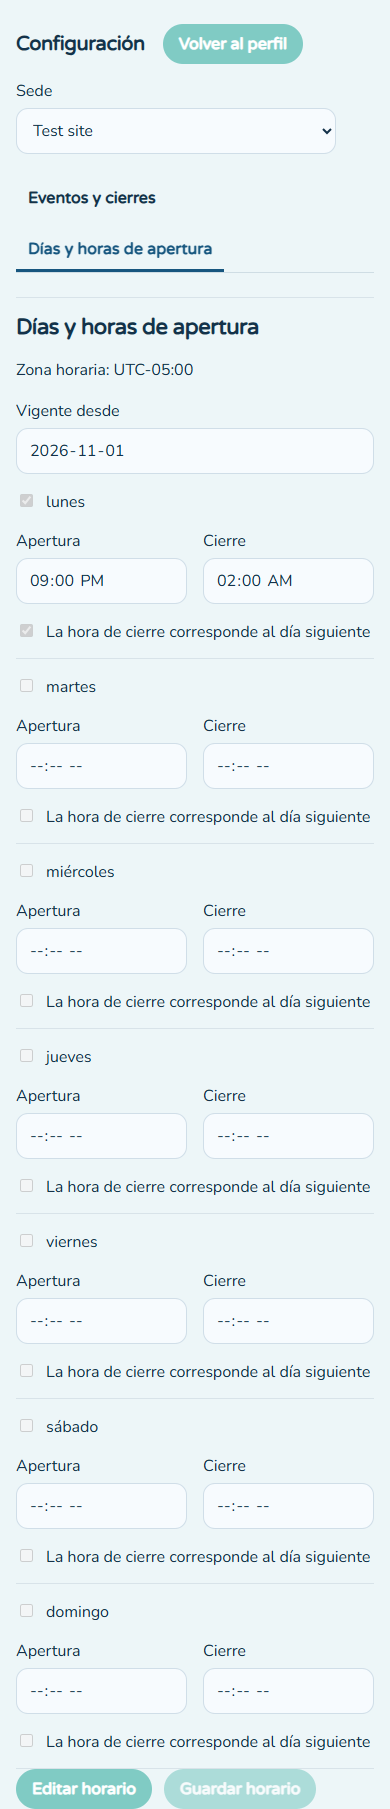 Configuración Volver al perfil
Sede
Test site
Eventos y cierres
Días y horas de apertura
Días y horas de apertura
Zona horaria: UTC-05:00
Vigente desde
2026-11-01
lunes
Apertura Cierre
09:00 PM 02:00 AM
La hora de cierre corresponde al día siguiente
martes
Apertura Cierre
--:-- -- --:-- --
La hora de cierre corresponde al día siguiente
miércoles
Apertura Cierre
--:-- -- --:-- --
La hora de cierre corresponde al día siguiente
jueves
Apertura Cierre
--:-- -- --:-- --
La hora de cierre corresponde al día siguiente
viernes
Apertura Cierre
--:-- -- --:-- --
La hora de cierre corresponde al día siguiente
sábado
Apertura Cierre
--:-- -- --:-- --
La hora de cierre corresponde al día siguiente
domingo
Apertura Cierre
--:-- -- --:-- --
La hora de cierre corresponde al día siguiente
Editar horario Guardar horario